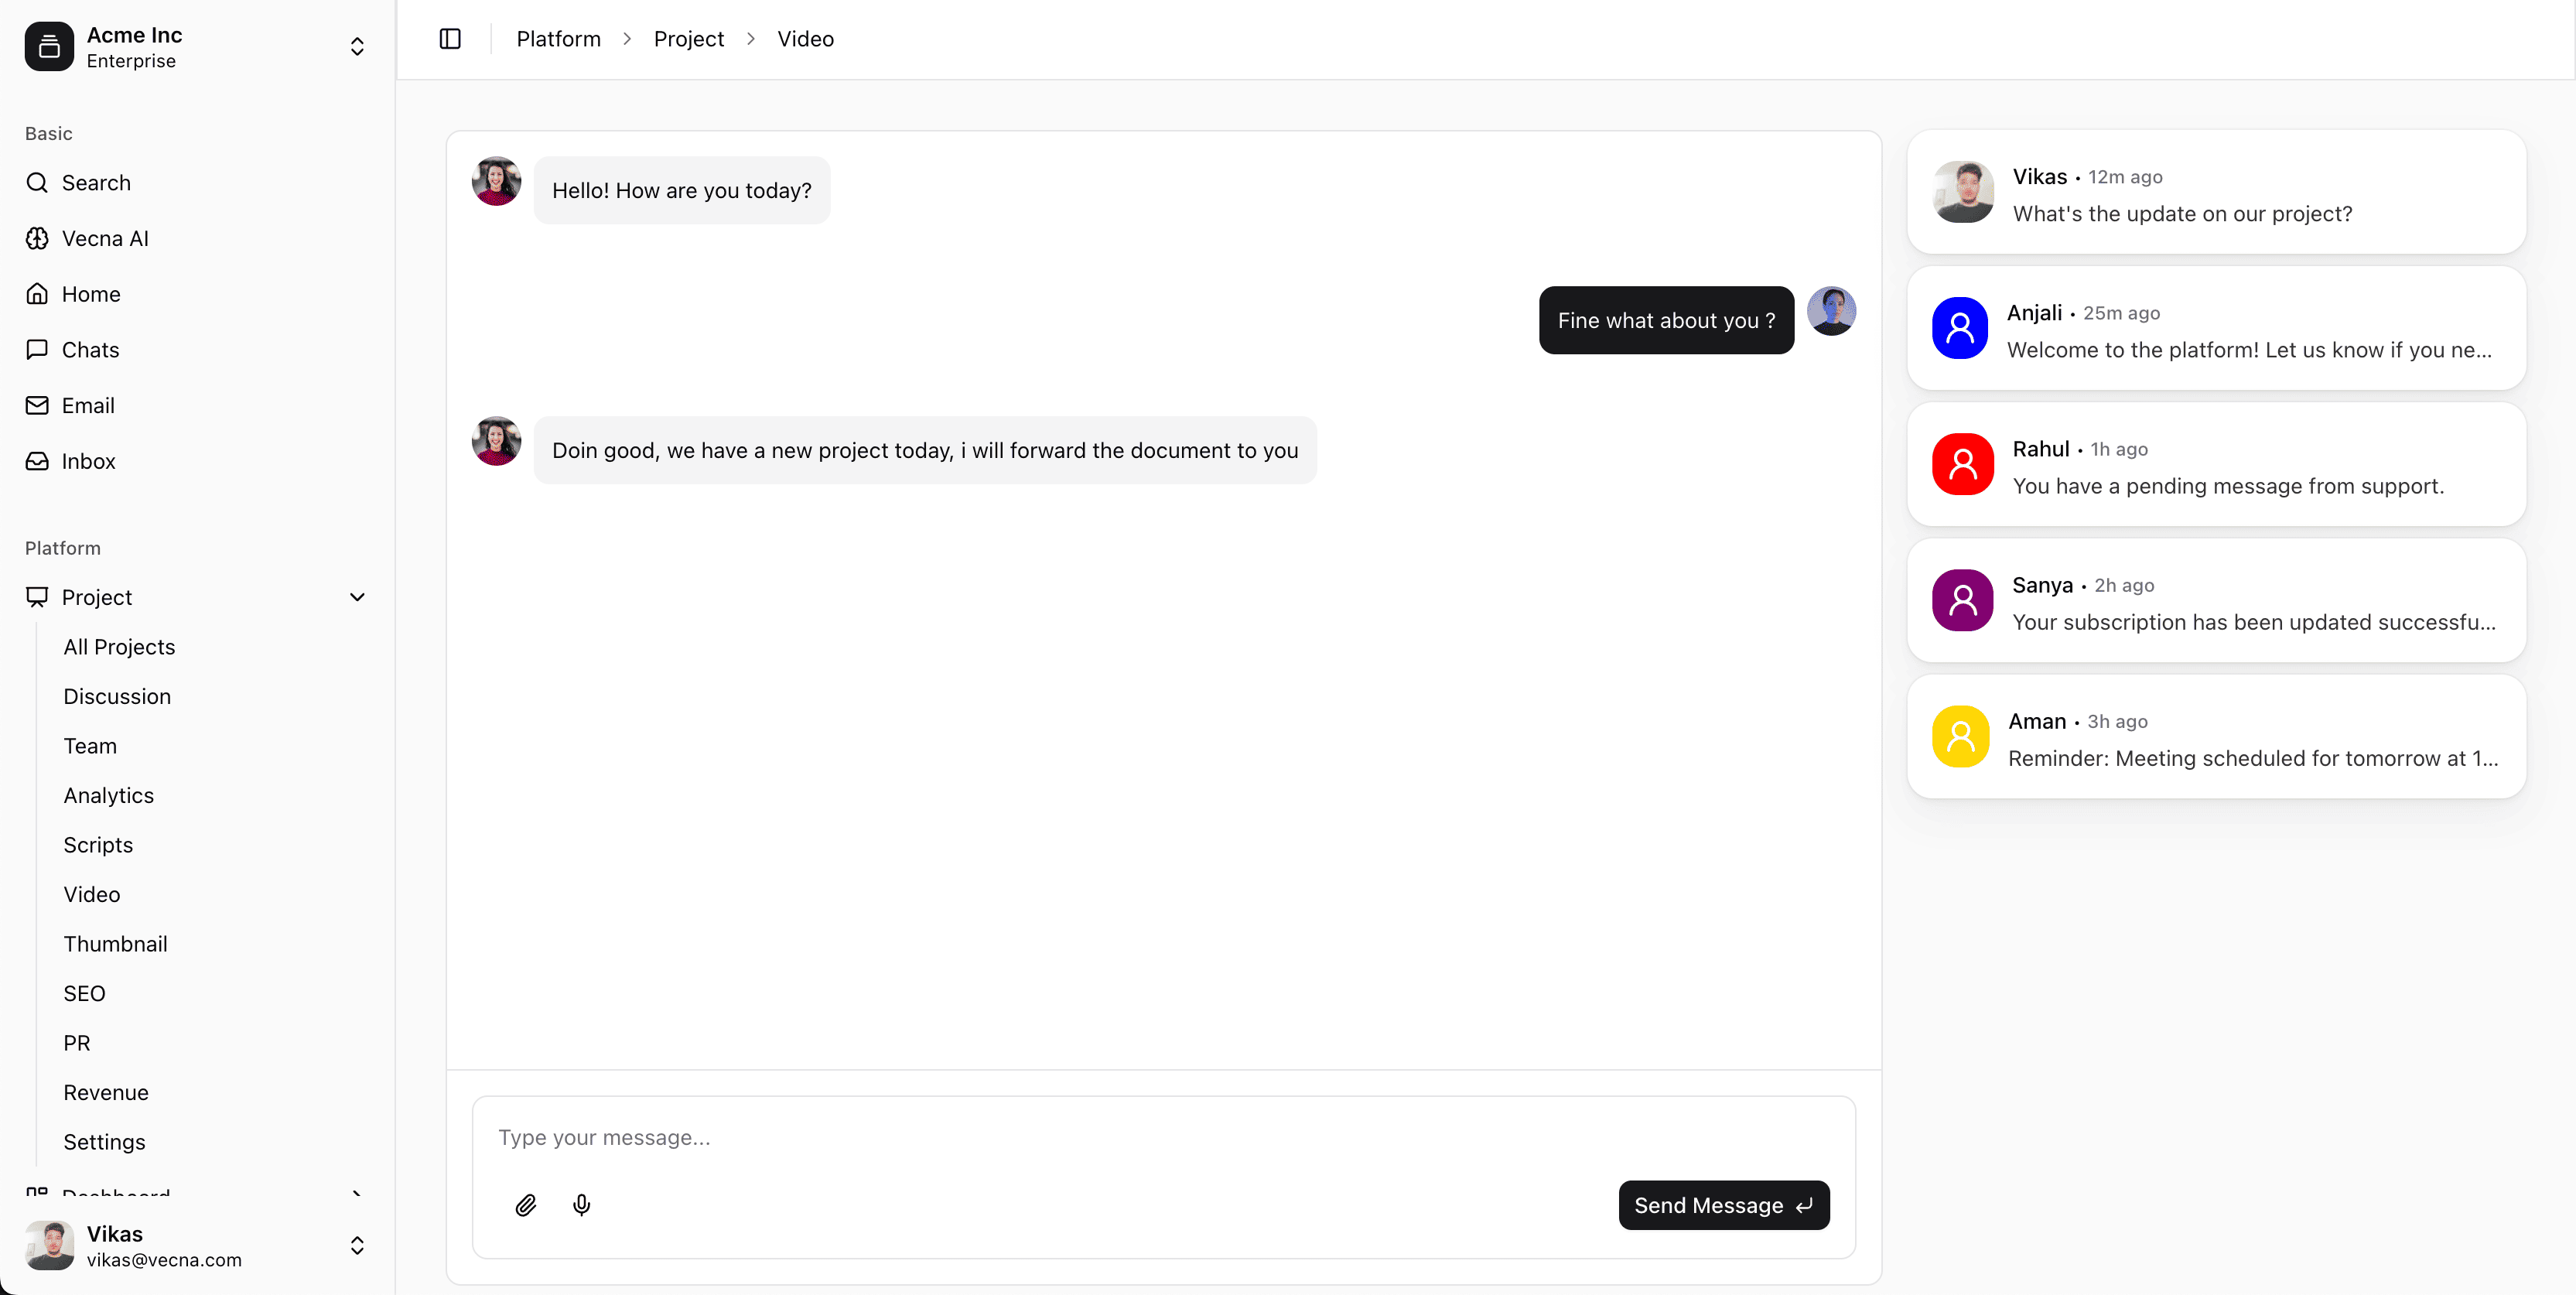 Acme Inc
Enterprise
Basic
Search
Vecna AI
Home
Chats
Email
Inbox
Platform
Project
All Projects
Discussion
Team
Analytics
Scripts
Video
Thumbnail
SEO
PR
Revenue
Settings
Dashboard
Vikas
vikas@vecna.com
Platform > Project > Video
Hello! How are you today?
Fine what about you ?
Doin good, we have a new project today, i will forward the document to you
Type your message...
Send Message
Vikas • 12m ago
What's the update on our project?
Anjali • 25m ago
Welcome to the platform! Let us know if you ne...
Rahul • 1h ago
You have a pending message from support.
Sanya • 2h ago
Your subscription has been updated successfu...
Aman • 3h ago
Reminder: Meeting scheduled for tomorrow at 1...